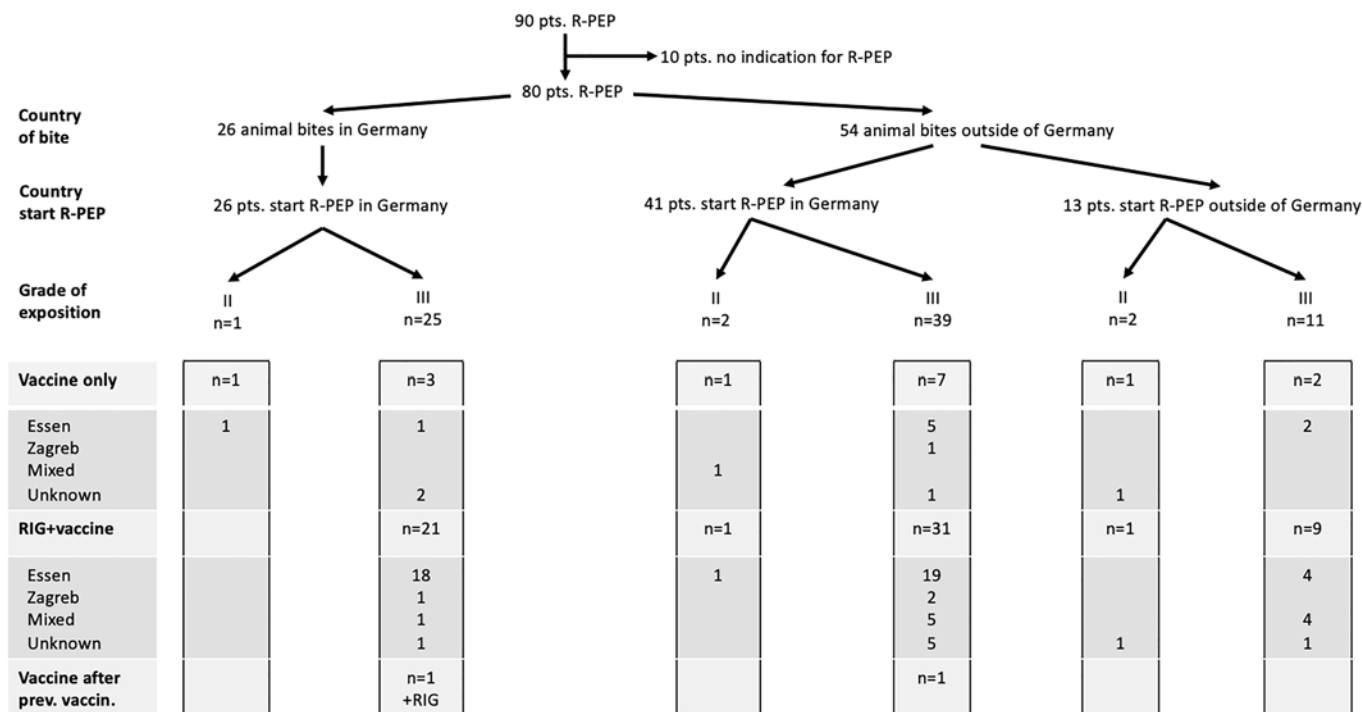 90 pts. R-PEP
10 pts. no indication for R-PEP
80 pts. R-PEP
Country
of bite
26 animal bites in Germany
54 animal bites outside of Germany
Country
start R-PEP
26 pts. start R-PEP in Germany
41 pts. start R-PEP in Germany
13 pts. start R-PEP outside of Germany
Grade of
exposition
II III II III II III
n=1 n=25 n=2 n=39 n=2 n=11
Vaccine only n=1 n=3 n=1 n=7 n=1 n=2
Essen 1 1 5 2
Zagreb 1
Mixed 1
Unknown 2 1 1
RIG+vaccine n=21 n=1 n=31 n=1 n=9
Essen 18 1 19 4
Zagreb 1 2
Mixed 1 5 4
Unknown 1 5 1 1
Vaccine after n=1 n=1
prev. vaccin. +RIG